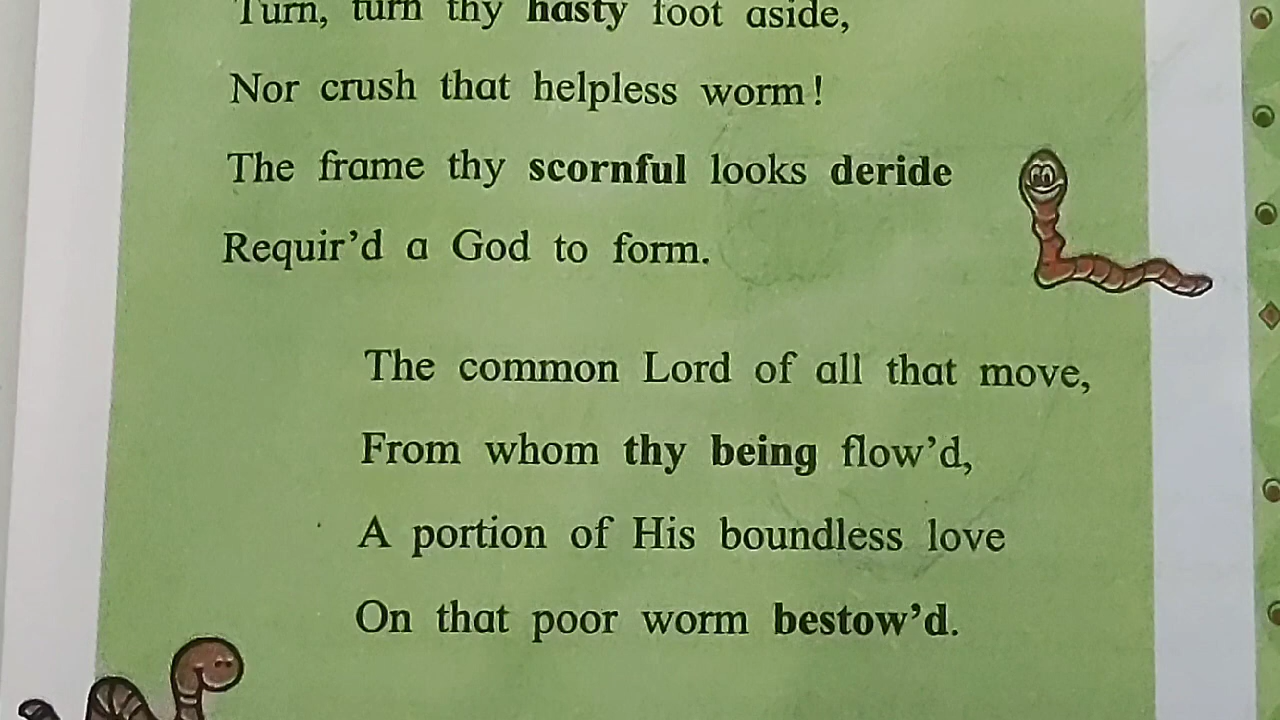 Turn, turn thy hasty foot aside,
Nor crush that helpless worm!
The frame thy scornful looks deride
Requir'd a God to form.
The common Lord of all that move,
From whom thy being flow'd,
A portion of His boundless love
On that poor worm bestow'd.